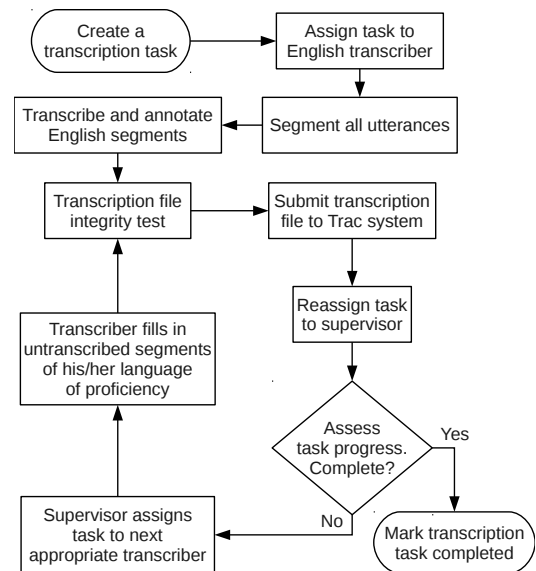 Create a
transcription task
Assign task to
English transcriber
Segment all utterances
Transcribe and annotate
English segments
Transcription file
integrity test
Submit transcription
file to Trac system
Reassign task
to supervisor
Assess
task progress.
Complete?
Yes
No
Mark transcription
task completed
Supervisor assigns
task to next
appropriate transcriber
Transcriber fills in
untranscribed segments
of his/her language
of proficiency